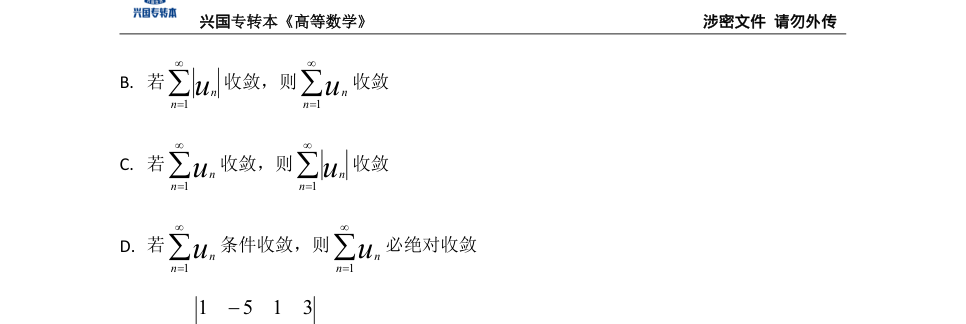 兴国专转本
兴国专转本《高等数学》 涉密文件 请勿外传
B. 若 \sum_{n=1}^{\infty} |u_n| 收敛，则 \sum_{n=1}^{\infty} u_n 收敛
C. 若 \sum_{n=1}^{\infty} u_n 收敛，则 \sum_{n=1}^{\infty} |u_n| 收敛
D. 若 \sum_{n=1}^{\infty} u_n 条件收敛，则 \sum_{n=1}^{\infty} u_n 必绝对收敛
|1 −5 1 3|